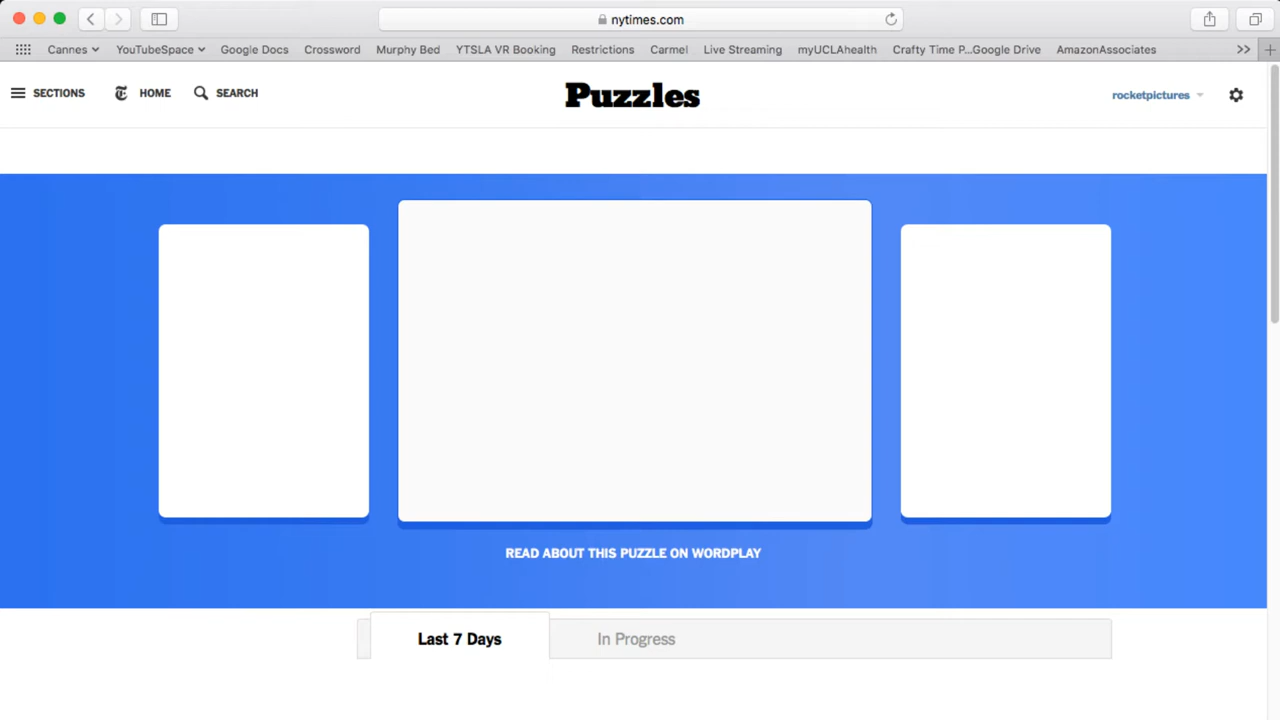 nytimes.com
Cannes YouTubeSpace Google Docs Crossword Murphy Bed YTSLA VR Booking Restrictions Carmel Live Streaming myUCLAhealth Crafty Time P...Google Drive AmazonAssociates
SECTIONS HOME SEARCH Puzzles rocketpictures
READ ABOUT THIS PUZZLE ON WORDPLAY
Last 7 Days In Progress